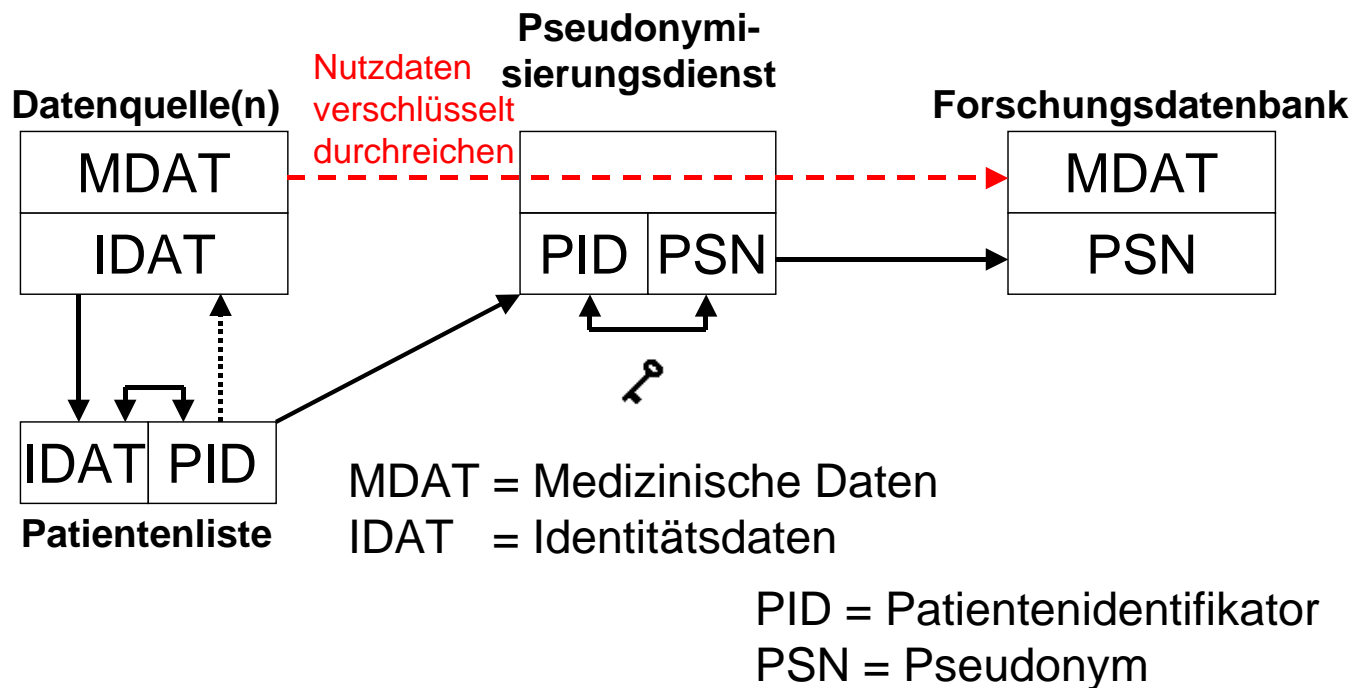 Pseudonymi-
sierungsdienst
Nutzdaten
verschlüsselt
durchreichen
Datenquelle(n)
Forschungsdatenbank
MDAT
MDAT
IDAT
PID PSN
PSN
IDAT PID
Patientenliste
MDAT = Medizinische Daten
IDAT = Identitätsdaten
PID = Patientenidentifikator
PSN = Pseudonym